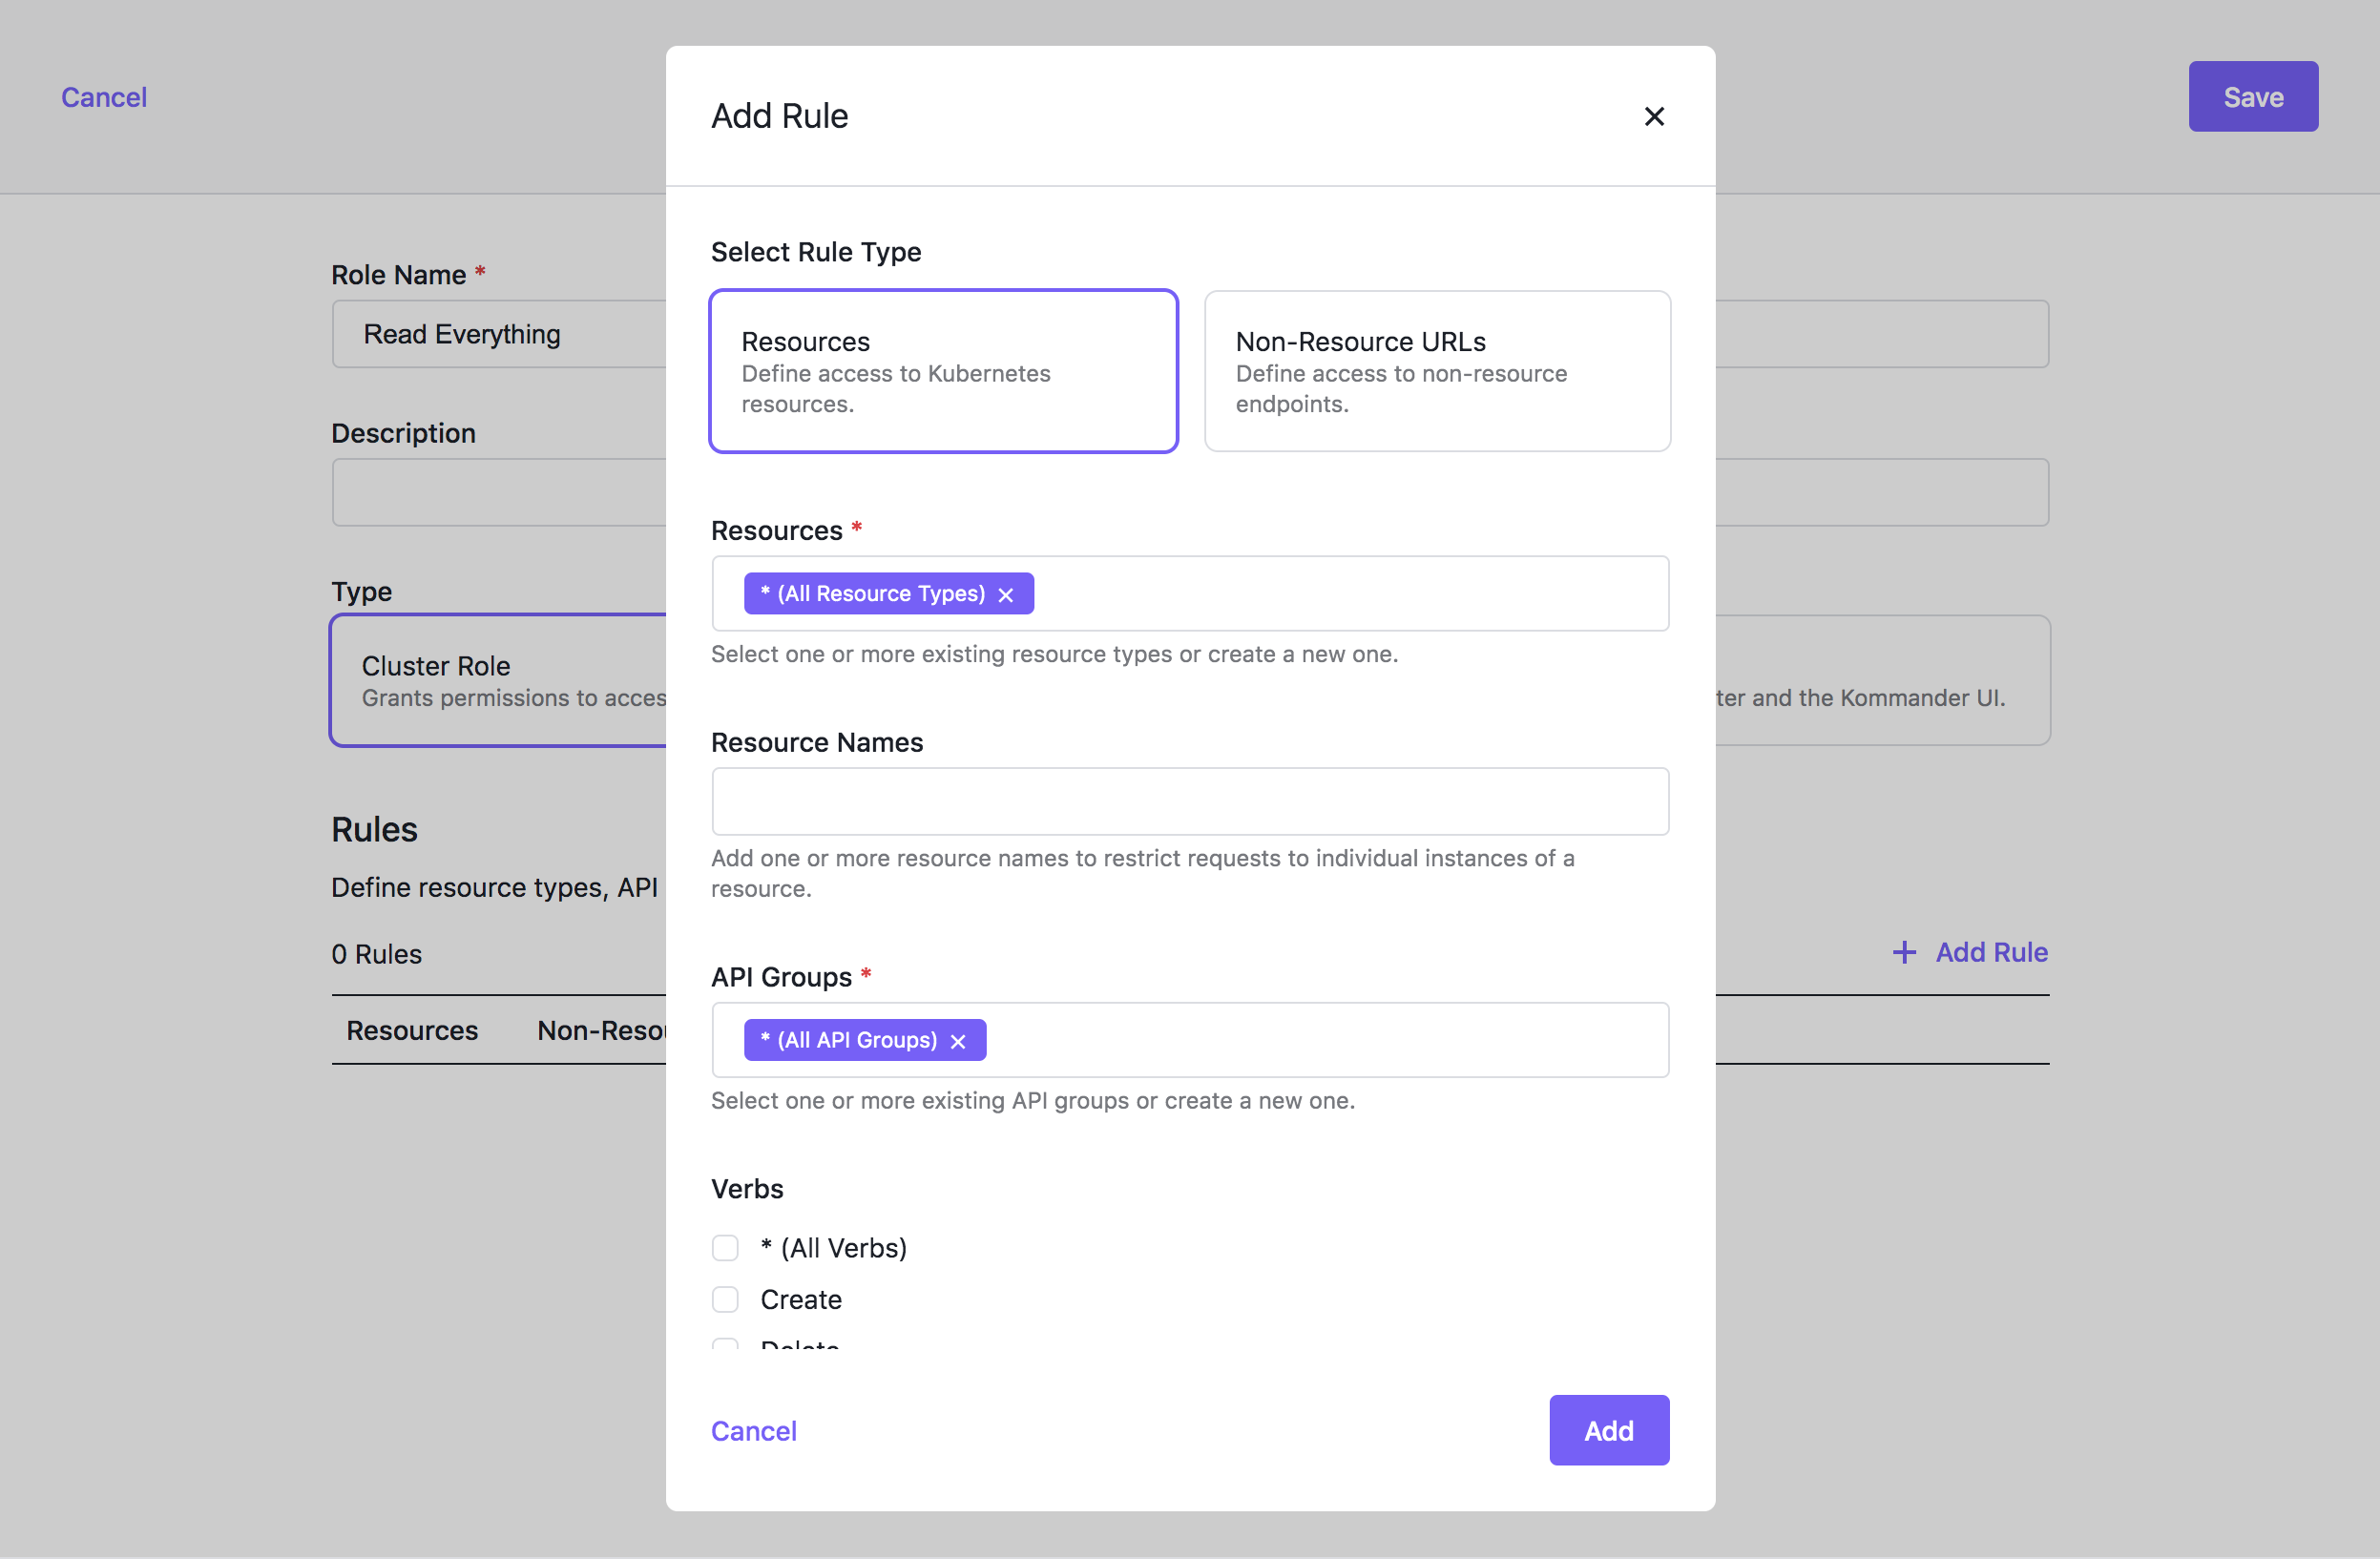 Cancel
Save
Role Name *
Read Everything
Description
Type
Cluster Role
Grants permissions to acces
ter and the Kommander UI.
Rules
Define resource types, API
0 Rules
+ Add Rule
Resources Non-Resou
Add Rule
Select Rule Type
Resources
Define access to Kubernetes
resources.
Non-Resource URLs
Define access to non-resource
endpoints.
Resources *
* (All Resource Types) ×
Select one or more existing resource types or create a new one.
Resource Names
Add one or more resource names to restrict requests to individual instances of a
resource.
API Groups *
* (All API Groups) ×
Select one or more existing API groups or create a new one.
Verbs
* (All Verbs)
Create
Delete
Cancel
Add